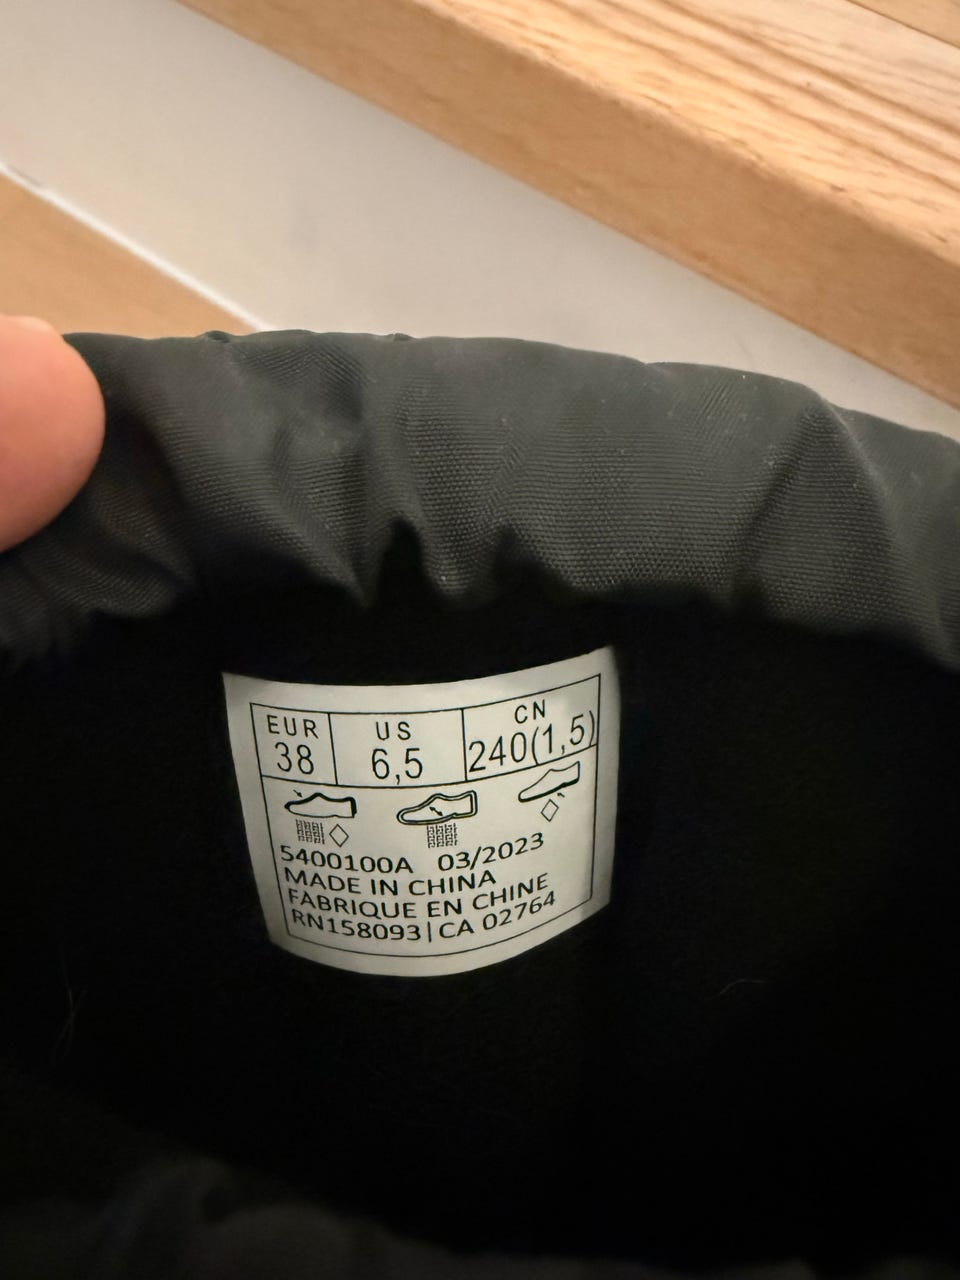 EUR US CN
38 6,5 240(1,5)
5400100A 03/2023
MADE IN CHINA
FABRIQUE EN CHINE
RN158093|CA 02764